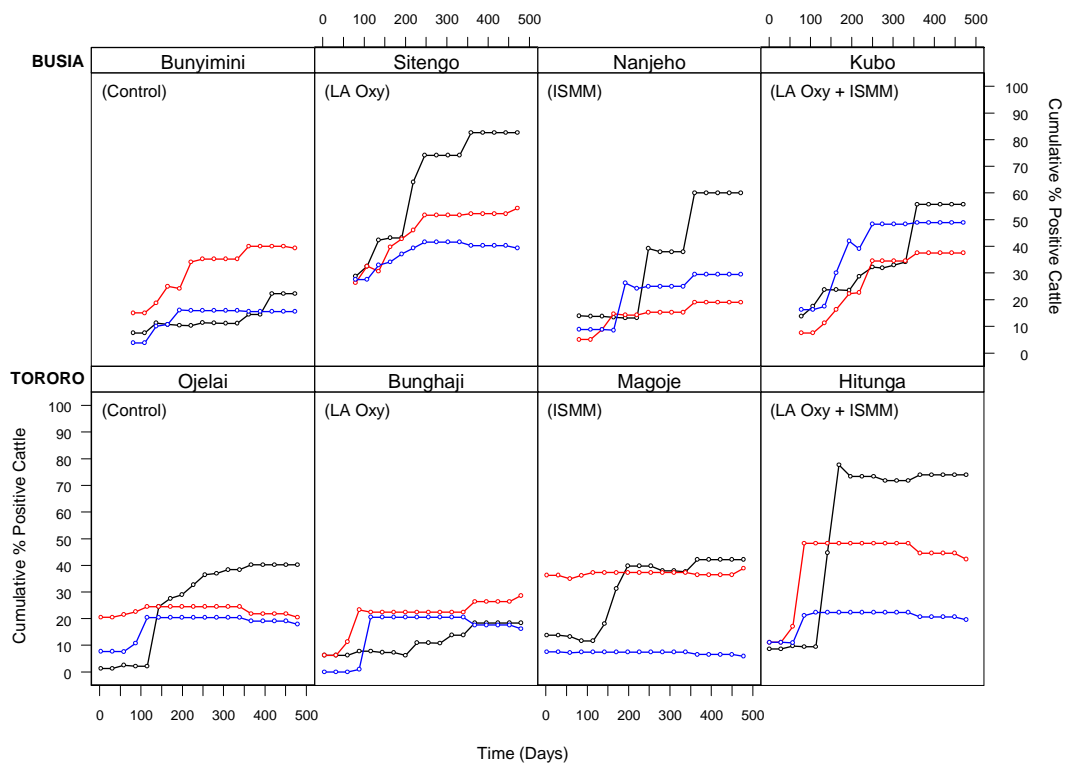 0 100 200 300 400 500
0 100 200 300 400 500
BUSIA
Bunyimini
Sitengo
Nanjeho
Kubo
(Control)
(LA Oxy)
(ISMM)
(LA Oxy + ISMM)
100
90
80
70
60
50
40
30
20
10
0
Cumulative % Positive Cattle
TORORO
Ojelai
Bunghaji
Magoje
Hitunga
(Control)
(LA Oxy)
(ISMM)
(LA Oxy + ISMM)
100
90
80
70
60
50
40
30
20
10
0
Cumulative % Positive Cattle
0 100 200 300 400 500
0 100 200 300 400 500
Time (Days)